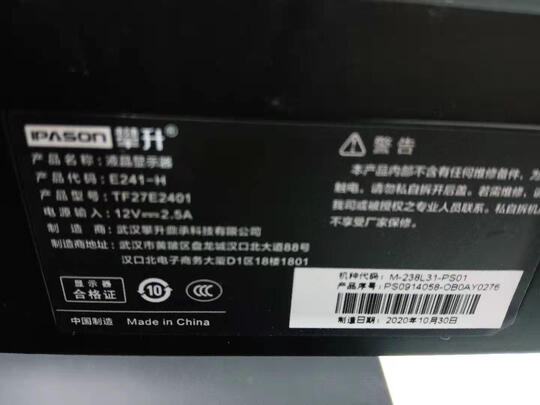 IPASON 攀升®
产品名称：液晶显示器
产品代码：E241-H
产品型号：TF27E2401
电源输入：12V⎓2.5A
制造商：武汉攀升鼎承科技有限公司
制造商地址：武汉市黄陂区盘龙城汉口北大道88号
汉口北电子商务大厦D1区18楼1801
显示器
合格证
10
CCC
中国制造 Made in China
警告
本产品内部不含有任何维修备件，为
触电，请勿私自拆开后盖。若需维修，
我司或被授权之专业人员联系。私自拆机
不享受厂家保修。
机种代码：M-238L31-PS01
产品序号：PS0914058-OB0AY0276
制造日期：2020年10月30日